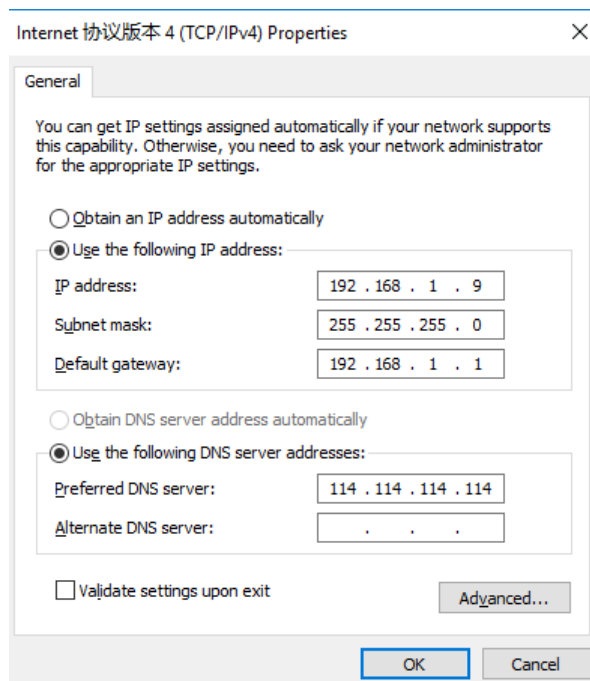 Internet 协议版本 4 (TCP/IPv4) Properties
General
You can get IP settings assigned automatically if your network supports
this capability. Otherwise, you need to ask your network administrator
for the appropriate IP settings.
Obtain an IP address automatically
Use the following IP address:
IP address: 192 . 168 . 1 . 9
Subnet mask: 255 . 255 . 255 . 0
Default gateway: 192 . 168 . 1 . 1
Obtain DNS server address automatically
Use the following DNS server addresses:
Preferred DNS server: 114 . 114 . 114 . 114
Alternate DNS server: . . .
Validate settings upon exit
Advanced...
OK Cancel